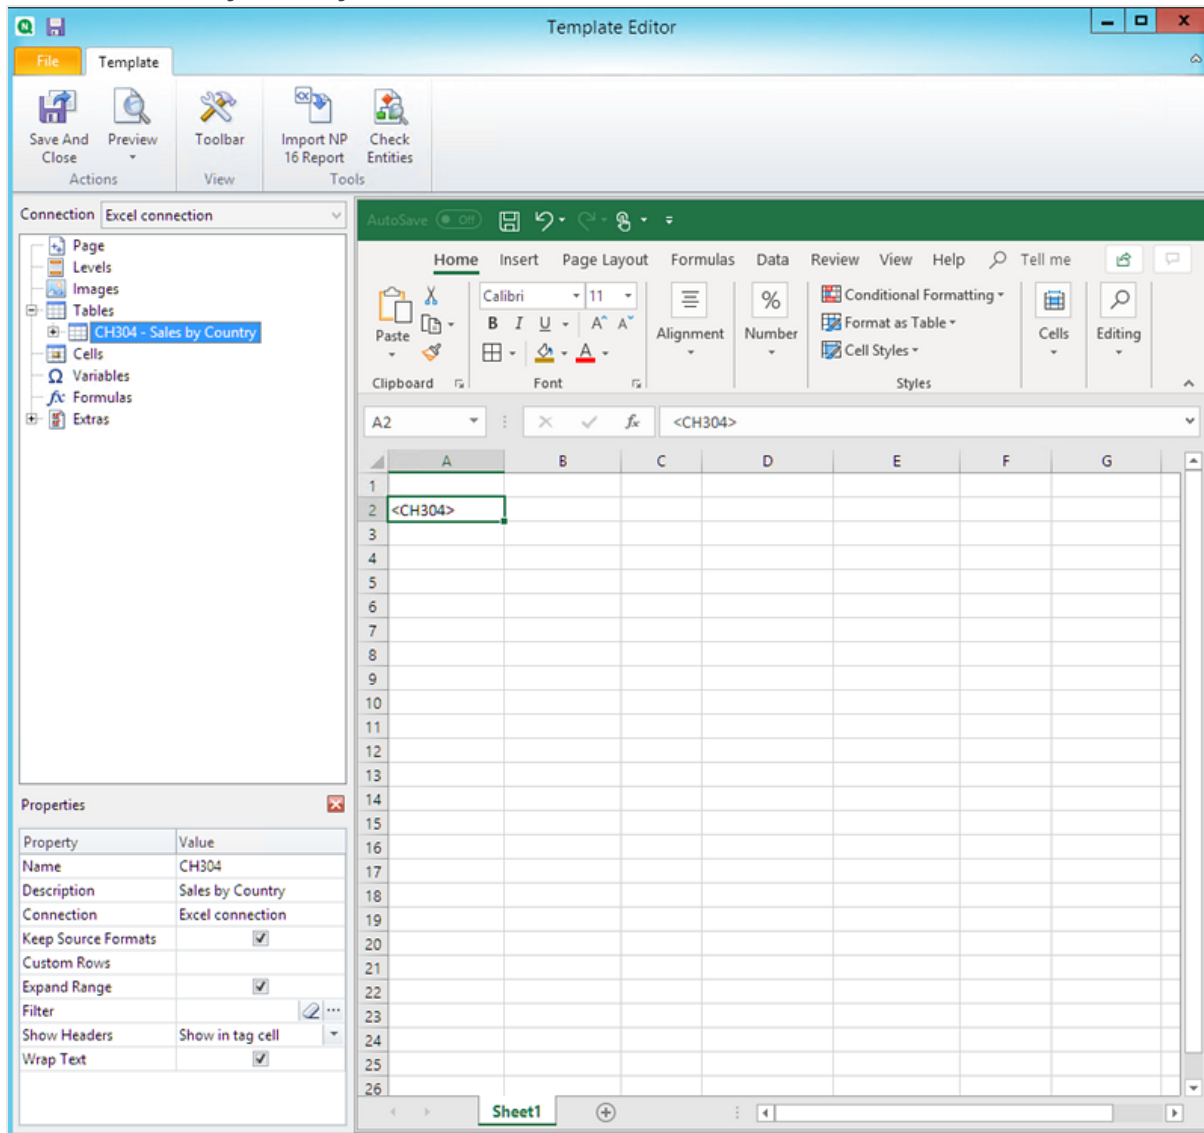 Template Editor
File Template
Save And Close
Preview
Toolbar
Import NP 16 Report
Check Entities
Actions View Tools
Connection Excel connection
Page
Levels
Images
Tables
CH304 - Sales by Country
Cells
Variables
Formulas
Extras
Properties
Property Value
Name CH304
Description Sales by Country
Connection Excel connection
Keep Source Formats
Custom Rows
Expand Range
Filter
Show Headers Show in tag cell
Wrap Text
AutoSave Off
Home Insert Page Layout Formulas Data Review View Help Tell me
Paste
Calibri 11
B I U A A
A
Alignment
%
Number
Conditional Formatting
Format as Table
Cell Styles
Cells
Editing
Clipboard Font Styles
A2 fx <CH304>
A B C D E F G
1
2 <CH304>
3
4
5
6
7
8
9
10
11
12
13
14
15
16
17
18
19
20
21
22
23
24
25
26
Sheet1